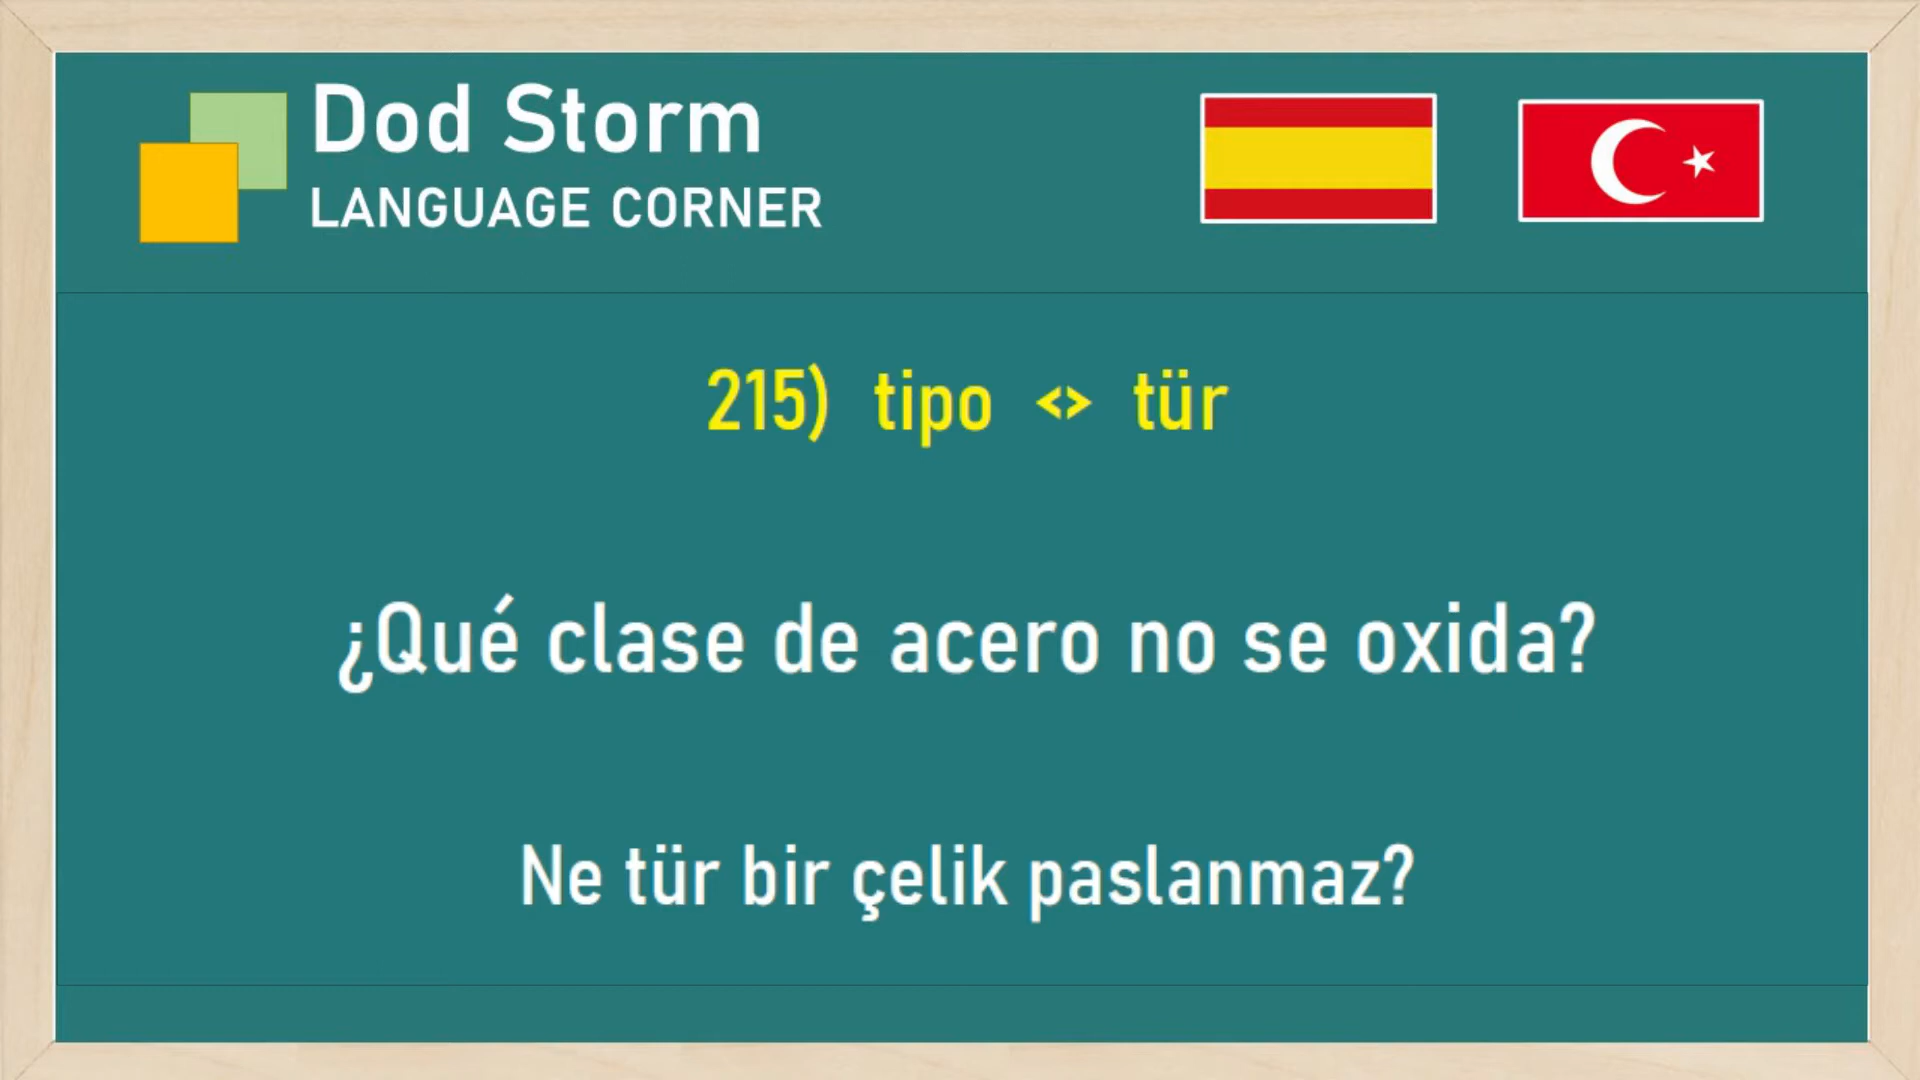 Dod Storm
LANGUAGE CORNER
215) tipo <> tür
¿Qué clase de acero no se oxida?
Ne tür bir çelik paslanmaz?